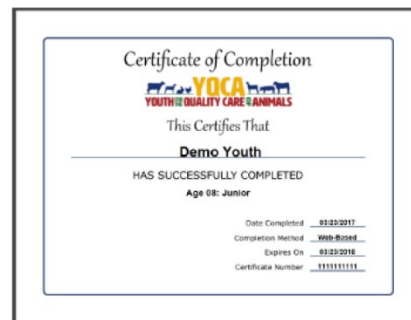 Certificate of Completion
YQCA
YOUTH FOR THE QUALITY CARE OF ANIMALS
This Certifies That
Demo Youth
HAS SUCCESSFULLY COMPLETED
Age 08: Junior
Date Completed 03/23/2017
Completion Method Web-Based
Expires On 03/23/2018
Certificate Number 1111111111